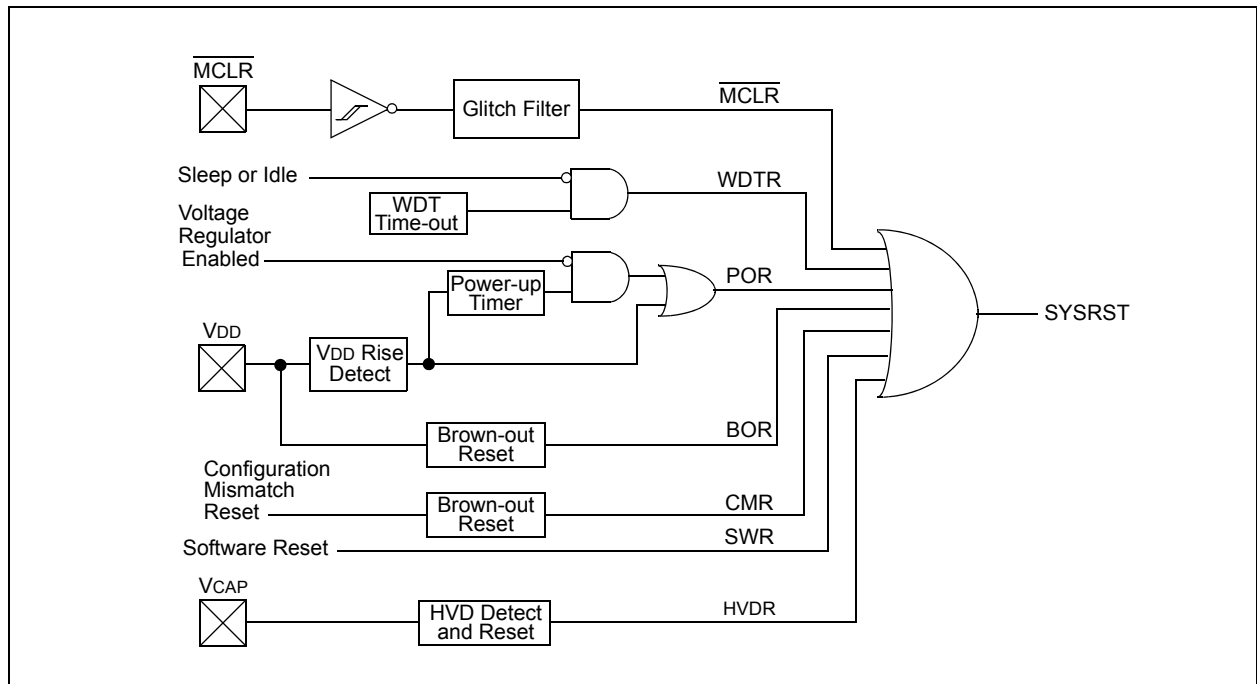 MCLR
Glitch Filter
MCLR
Sleep or Idle
WDTR
WDT
Time-out
Voltage
Regulator
Enabled
Power-up
Timer
POR
SYSRST
VDD
VDD Rise
Detect
Brown-out
Reset
BOR
Configuration
Mismatch
Reset
Brown-out
Reset
CMR
Software Reset
SWR
VCAP
HVD Detect
and Reset
HVDR